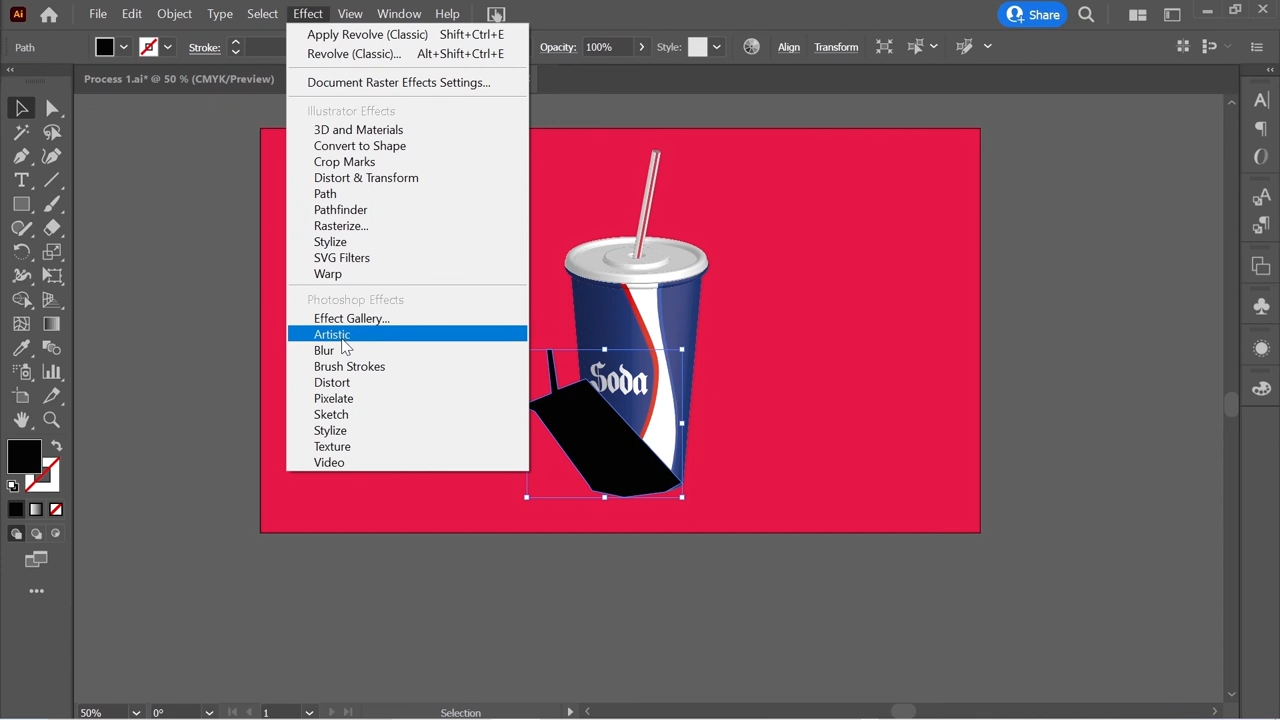 Ai File Edit Object Type Select Effect View Window Help Share
Path Stroke: Opacity: 100% Style: Align Transform
Process 1.ai* @ 50 % (CMYK/Preview)
Apply Revolve (Classic) Shift+Ctrl+E
Revolve (Classic)... Alt+Shift+Ctrl+E
Document Raster Effects Settings...
Illustrator Effects
3D and Materials
Convert to Shape
Crop Marks
Distort & Transform
Path
Pathfinder
Rasterize...
Stylize
SVG Filters
Warp
Photoshop Effects
Effect Gallery...
Artistic
Blur
Brush Strokes
Distort
Pixelate
Sketch
Stylize
Texture
Video
Soda
50% 0° 1 Selection